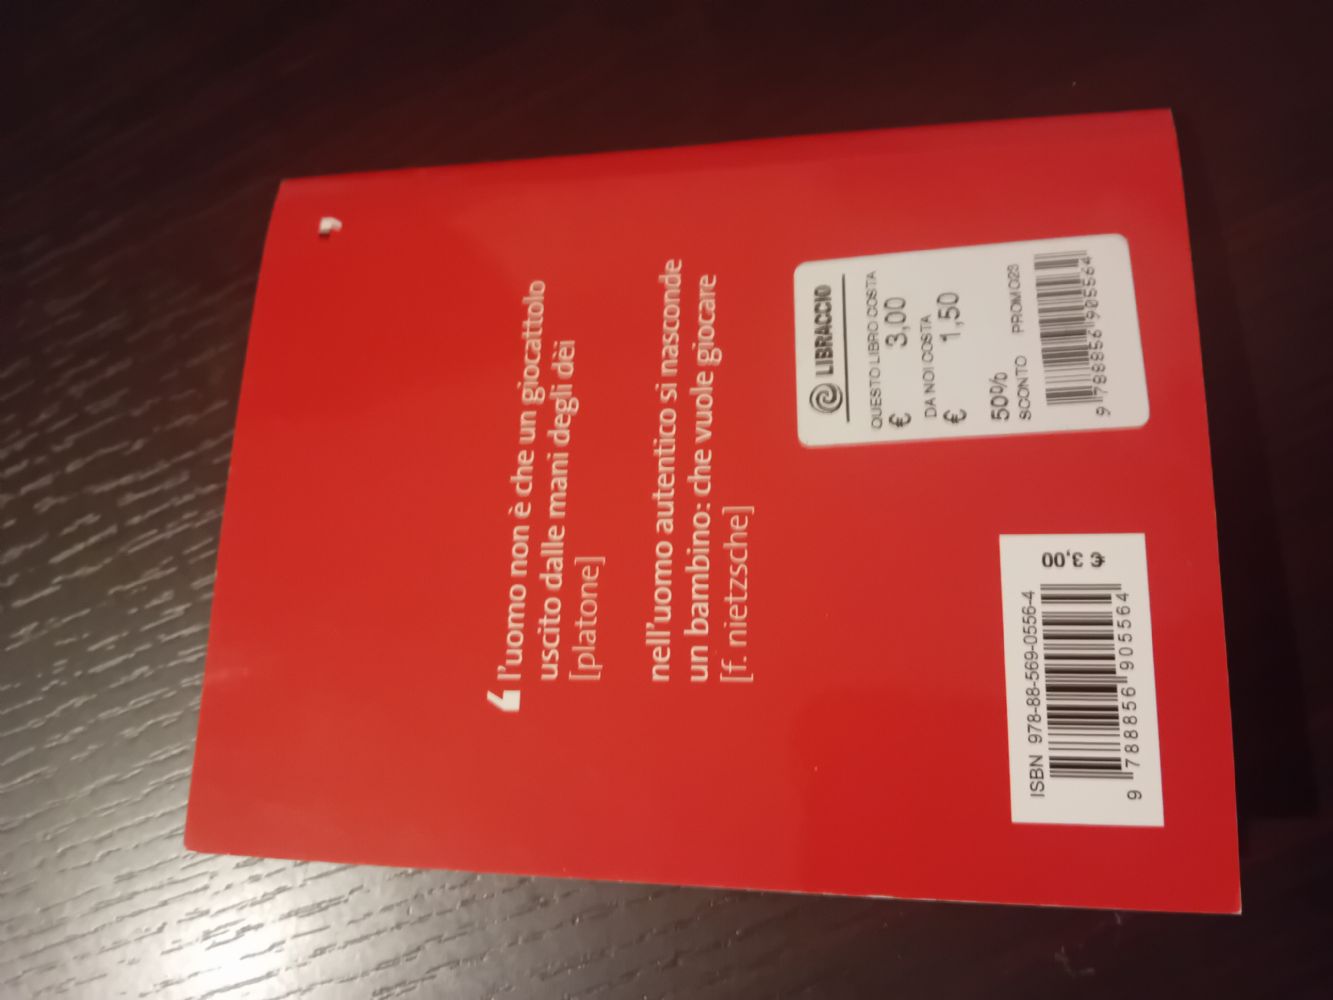 l'uomo non è che un giocattolo
uscito dalle mani degli dèi
[platone]
nell'uomo autentico si nasconde
un bambino: che vuole giocare
[f. nietzsche]
LIBRACCIO
QUESTO LIBRO COSTA
€ 3,00
DA NOI COSTA
€ 1,50
50%
SCONTO PROMO23
9 788856 905564
ISBN 978-88-569-0556-4
€ 3,00
9 788856 905564